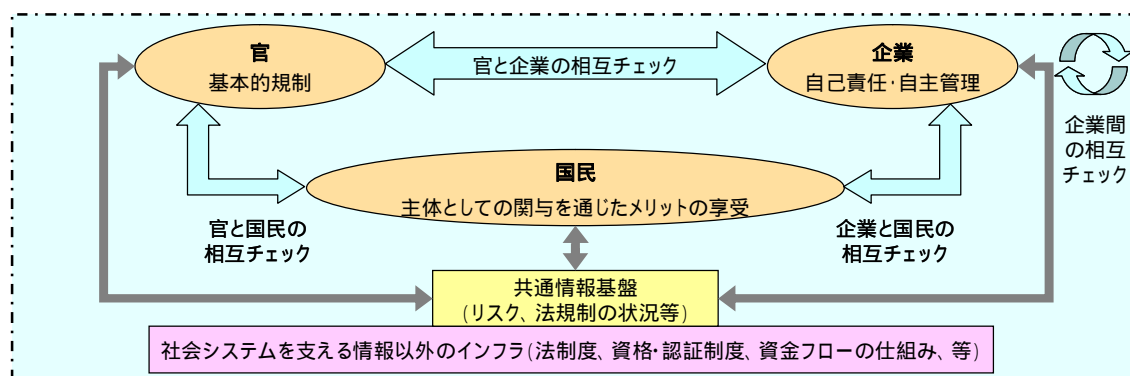 官
基本的規制
官と企業の相互チェック
企業
自己責任・自主管理
企業間
の相互
チェック
国民
主体としての関与を通じたメリットの享受
官と国民の
相互チェック
企業と国民の
相互チェック
共通情報基盤
(リスク、法規制の状況等)
社会システムを支える情報以外のインフラ(法制度、資格・認証制度、資金フローの仕組み、等)